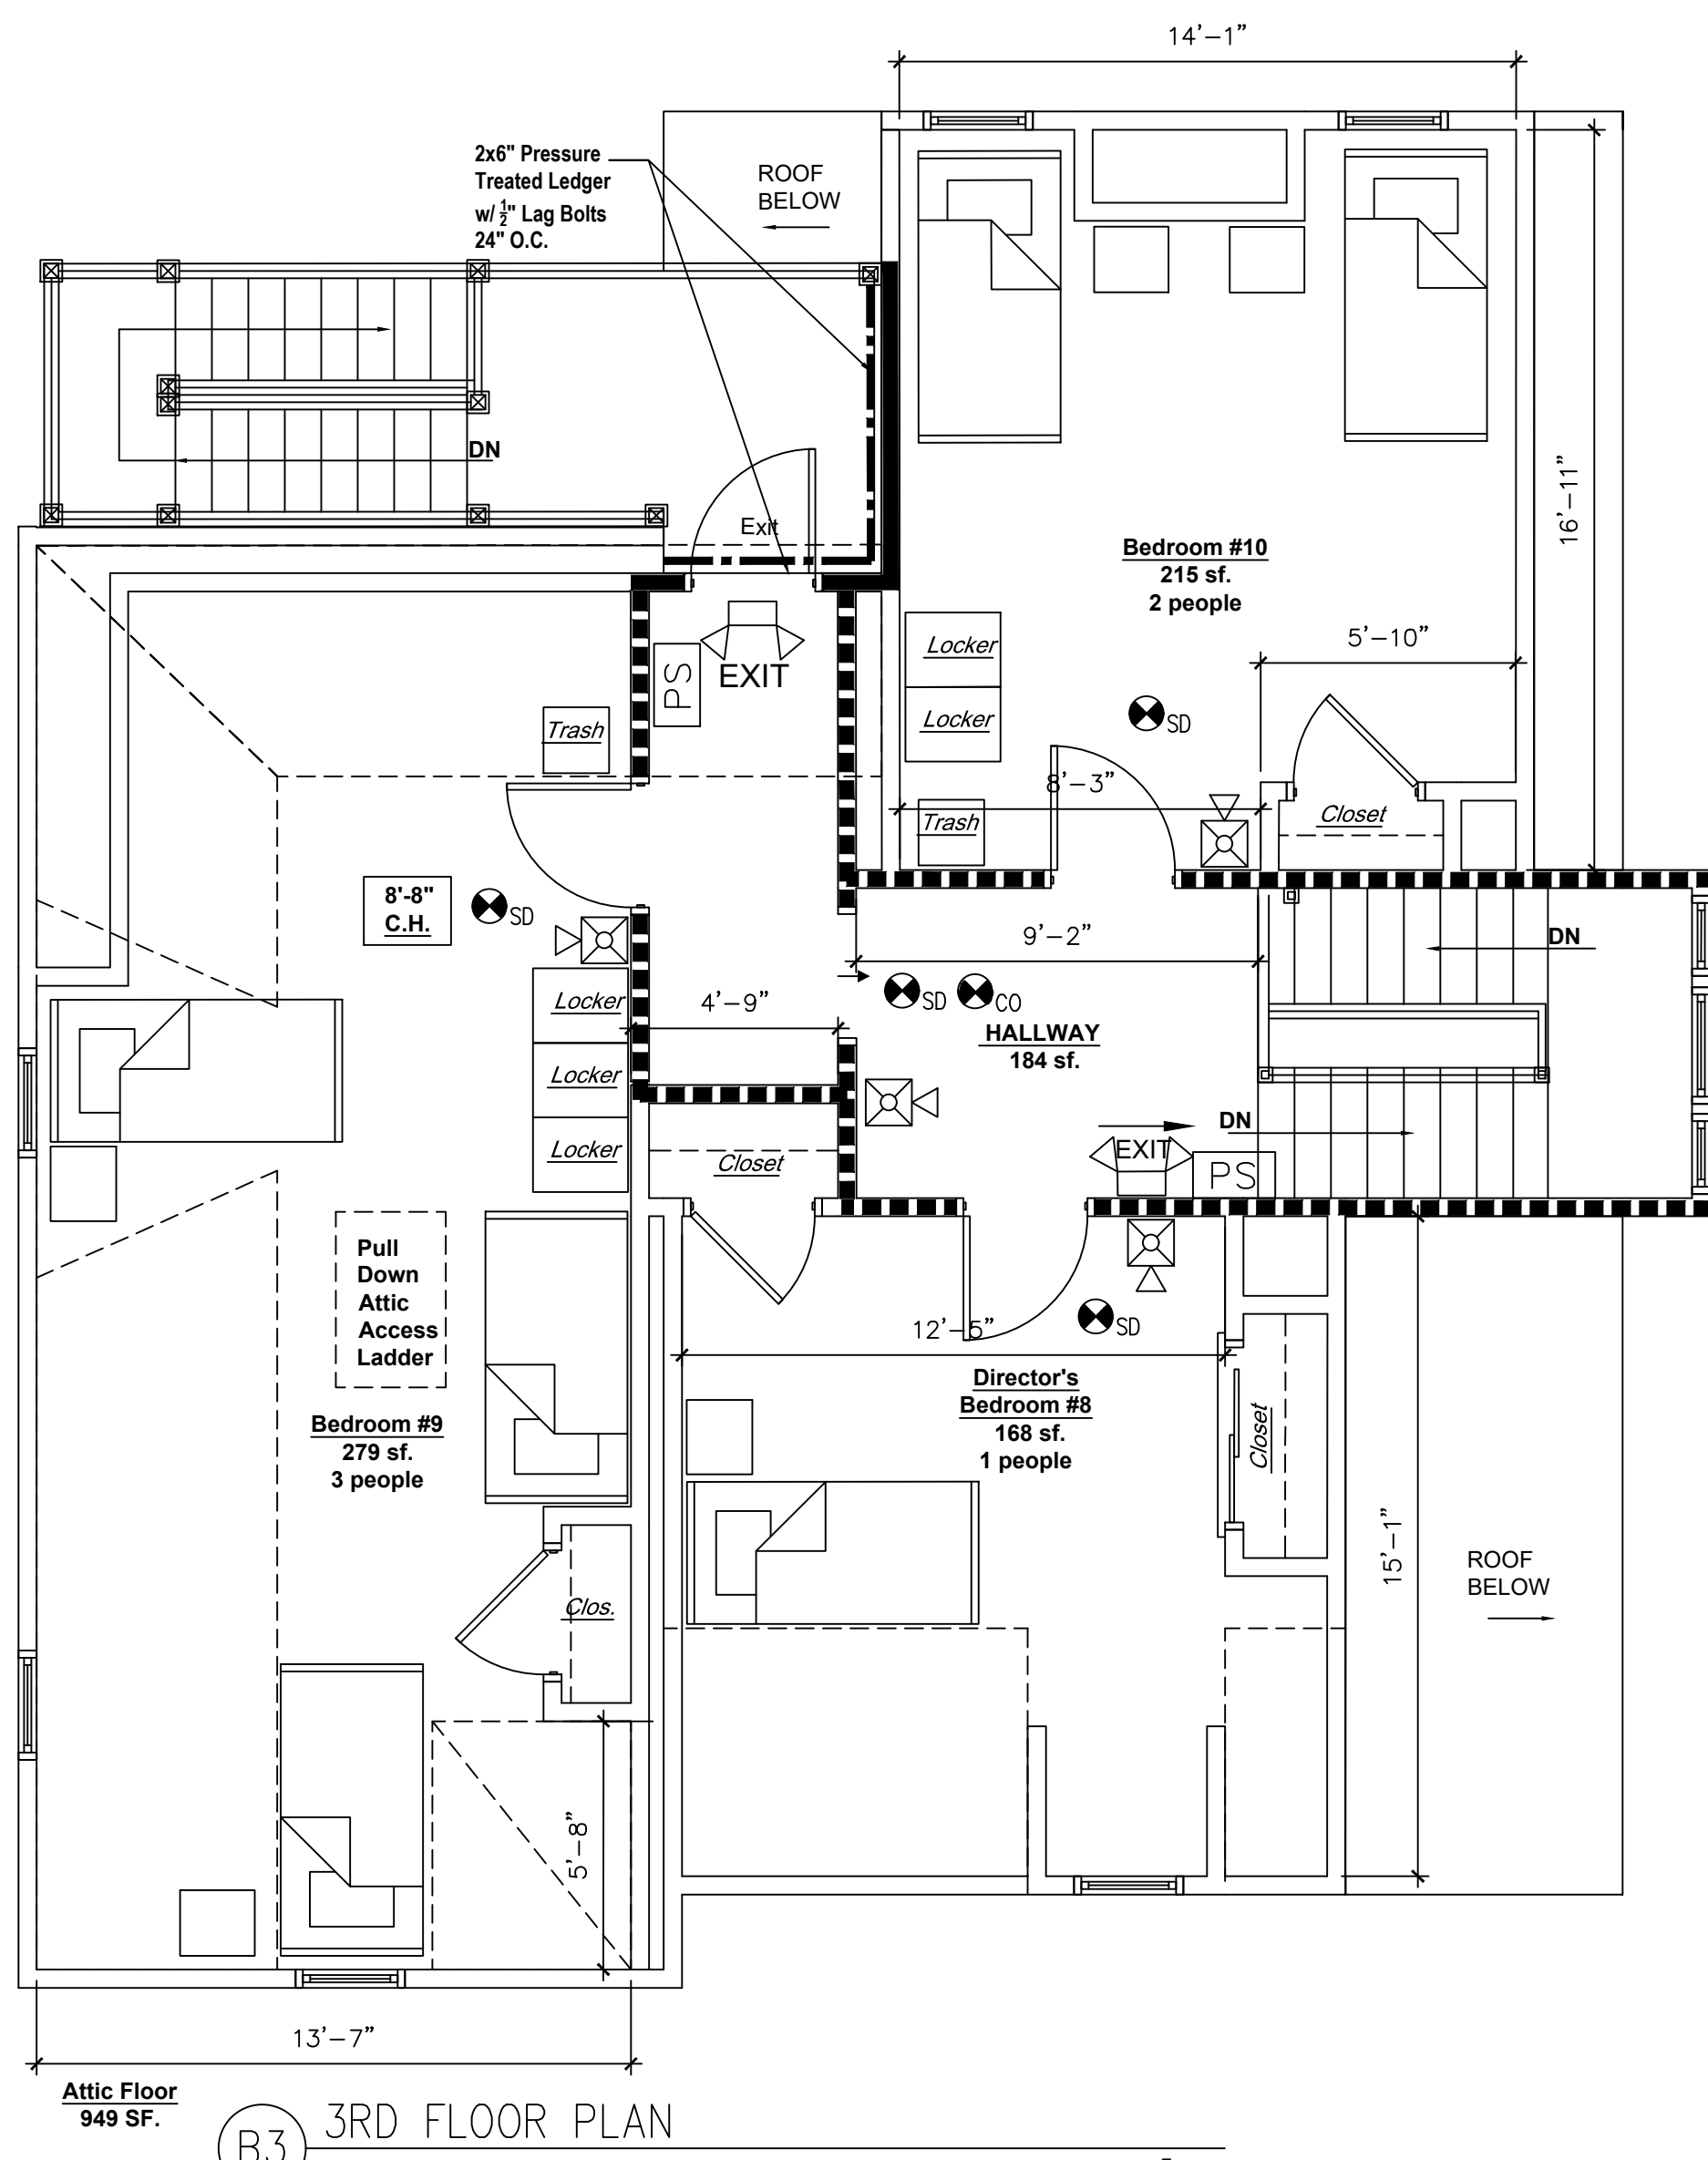 14'-1"
2x6" Pressure
Treated Ledger
w/ ½" Lag Bolts
24" O.C.
ROOF
BELOW
DN
Exit
16'-11"
Bedroom #10
215 sf.
2 people
5'-10"
Locker
Locker
PS
EXIT
Trash
SD
8'-3"
Trash
Closet
8'-8"
C.H.
SD
9'-2"
DN
Locker
4'-9"
SD
CO
HALLWAY
184 sf.
Locker
Locker
Closet
DN
EXIT
PS
Pull
Down
Attic
Access
Ladder
SD
12'-5"
Director's
Bedroom #8
168 sf.
1 people
Closet
Bedroom #9
279 sf.
3 people
15'-1"
ROOF
BELOW
Clos.
5'-8"
13'-7"
Attic Floor
949 SF.
B3
3RD FLOOR PLAN